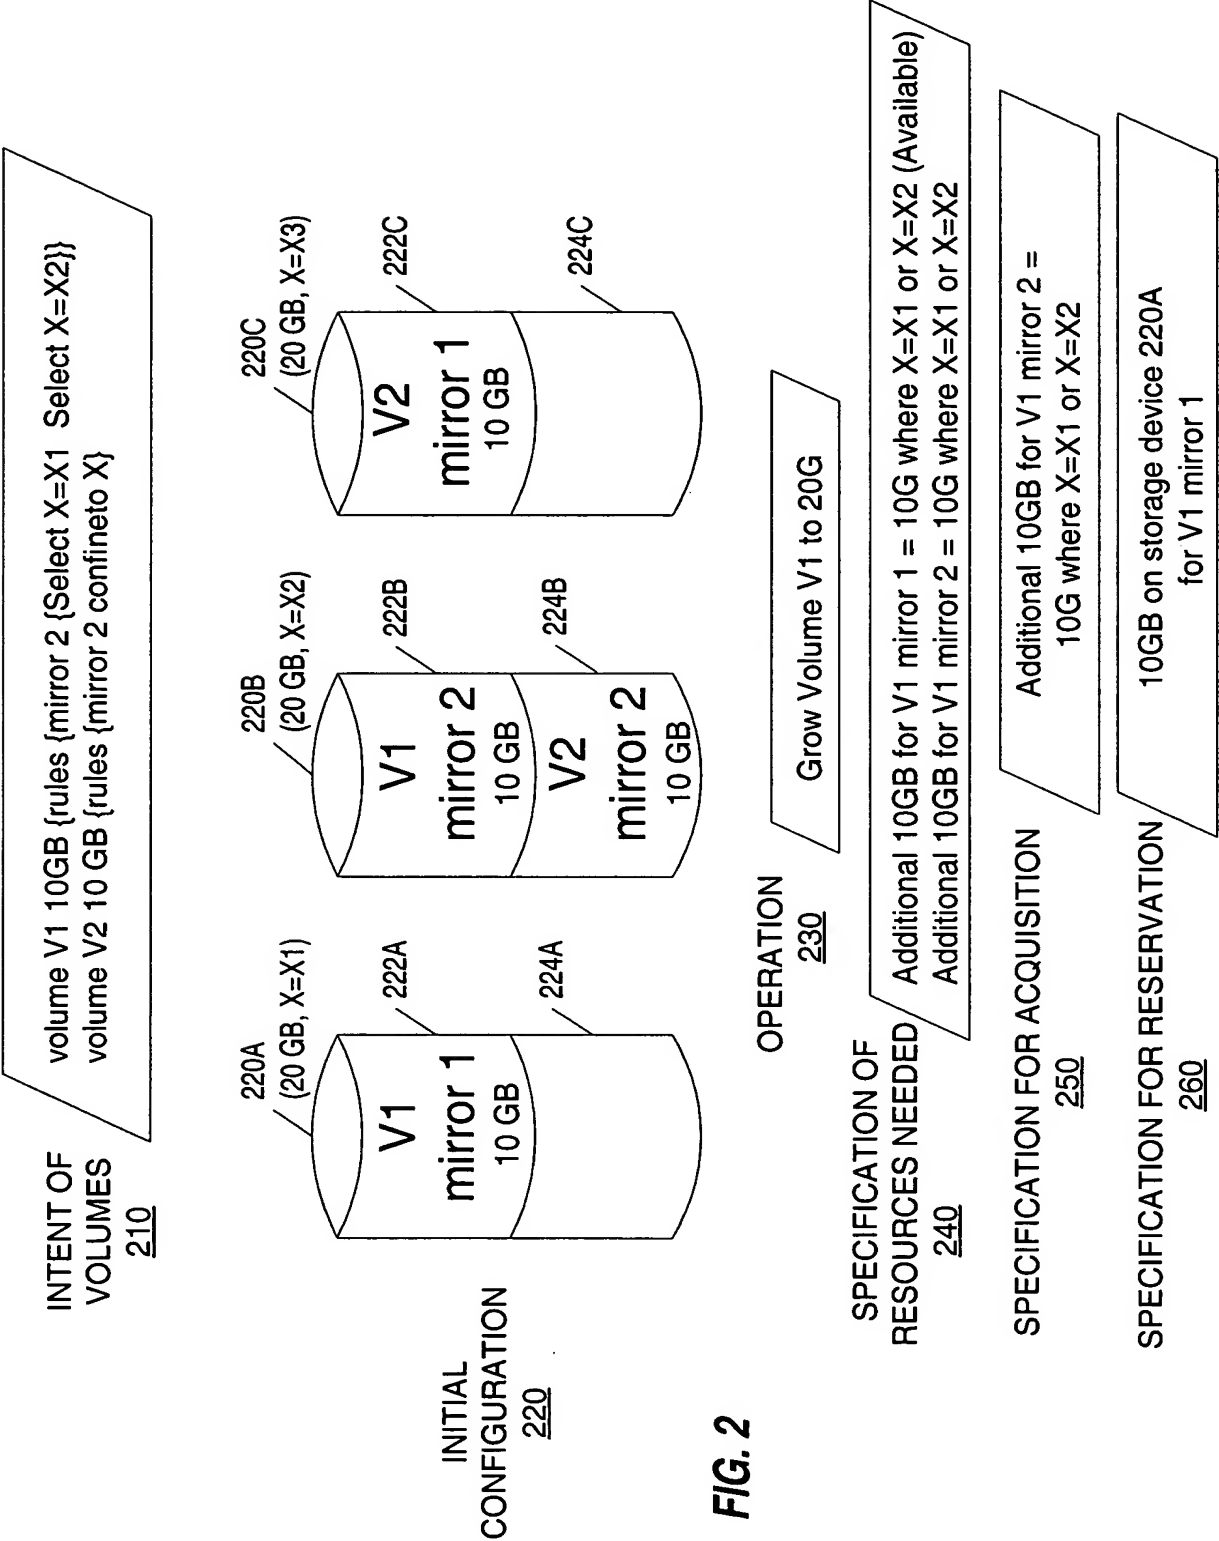 INTENT OF
VOLUMES
210
volume V1 10GB {rules {mirror 2 {Select X=X1  Select X=X2}}
volume V2 10 GB {rules {mirror 2 confineto X}
INITIAL
CONFIGURATION
220
220A
(20 GB, X=X1)
V1
mirror 1
10 GB
222A
224A
220B
(20 GB, X=X2)
V1
mirror 2
10 GB
222B
V2
mirror 2
10 GB
224B
220C
(20 GB, X=X3)
V2
mirror 1
10 GB
222C
224C
OPERATION
230
Grow Volume V1 to 20G
SPECIFICATION OF
RESOURCES NEEDED
240
Additional 10GB for V1 mirror 1 = 10G where X=X1 or X=X2 (Available)
Additional 10GB for V1 mirror 2 = 10G where X=X1 or X=X2
SPECIFICATION FOR ACQUISITION
250
Additional 10GB for V1 mirror 2 =
10G where X=X1 or X=X2
SPECIFICATION FOR RESERVATION
260
10GB on storage device 220A
for V1 mirror 1
FIG. 2